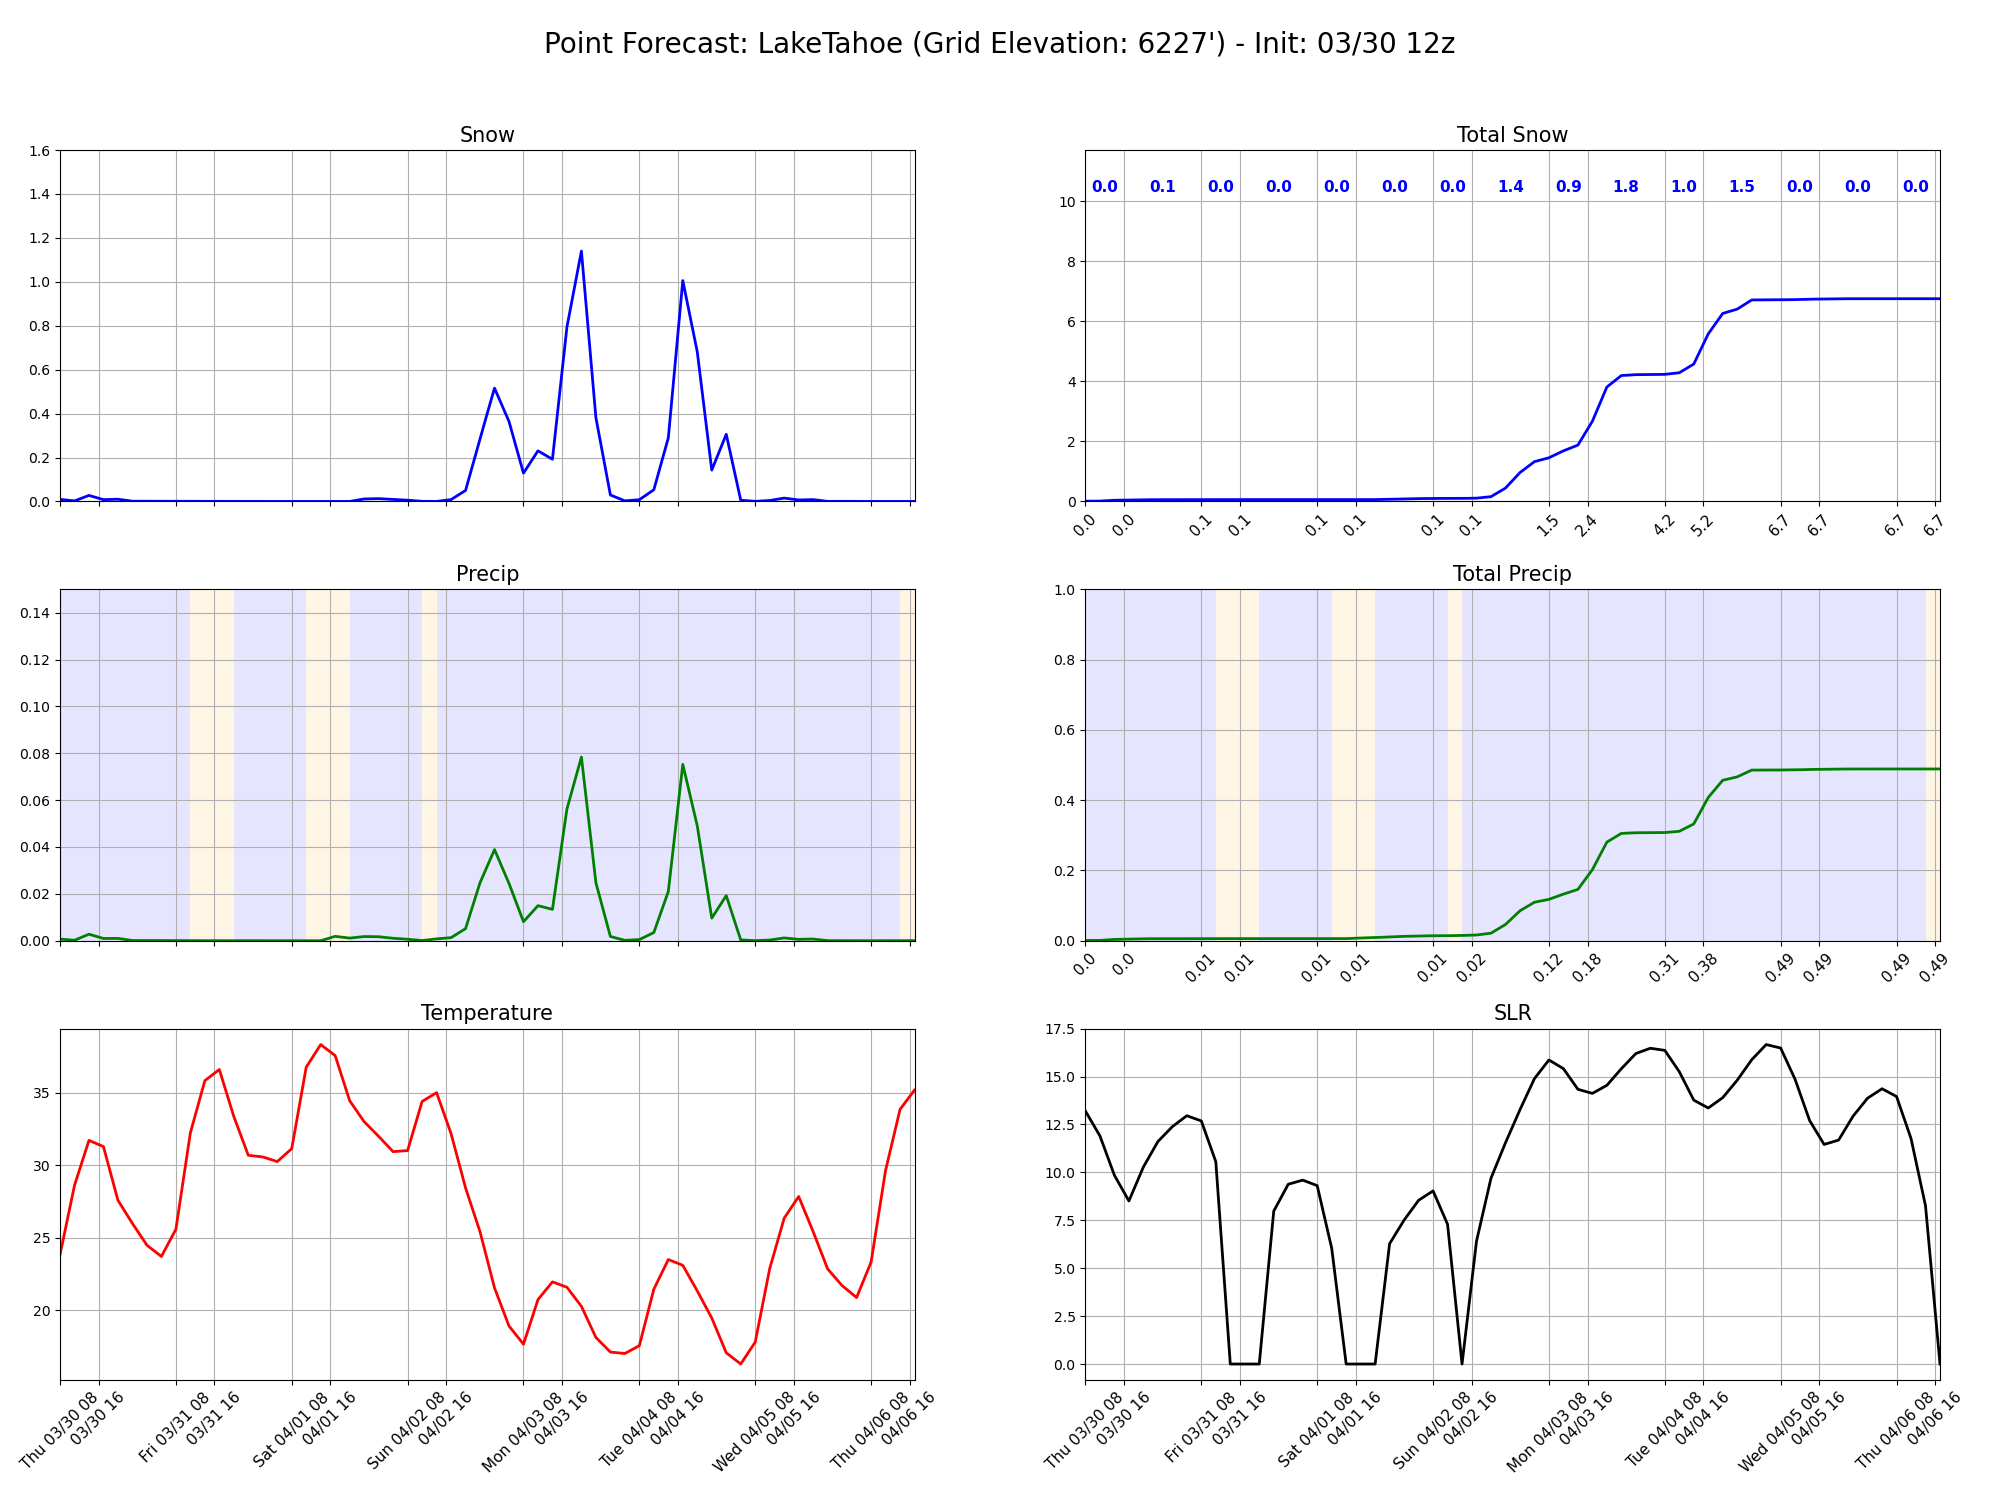 Point Forecast: LakeTahoe (Grid Elevation: 6227') - Init: 03/30 12z
Snow
1.6
1.4
1.2
1.0
0.8
0.6
0.4
0.2
0.0
Total Snow
0.0 0.1 0.0 0.0 0.0 0.0 0.0 1.4 0.9 1.8 1.0 1.5 0.0 0.0 0.0
10
8
6
4
2
0
0.0 0.0 0.1 0.1 0.1 0.1 0.1 0.1 1.5 2.4 4.2 5.2 6.7 6.7 6.7 6.7
Precip
0.14
0.12
0.10
0.08
0.06
0.04
0.02
0.00
Total Precip
1.0
0.8
0.6
0.4
0.2
0.0
0.0 0.0 0.01 0.01 0.01 0.01 0.01 0.02 0.12 0.18 0.31 0.38 0.49 0.49 0.49 0.49
Temperature
35
30
25
20
Thu 03/30 08
03/30 16
Fri 03/31 08
03/31 16
Sat 04/01 08
04/01 16
Sun 04/02 08
04/02 16
Mon 04/03 08
04/03 16
Tue 04/04 08
04/04 16
Wed 04/05 08
04/05 16
Thu 04/06 08
04/06 16
SLR
17.5
15.0
12.5
10.0
7.5
5.0
2.5
0.0
Thu 03/30 08
03/30 16
Fri 03/31 08
03/31 16
Sat 04/01 08
04/01 16
Sun 04/02 08
04/02 16
Mon 04/03 08
04/03 16
Tue 04/04 08
04/04 16
Wed 04/05 08
04/05 16
Thu 04/06 08
04/06 16